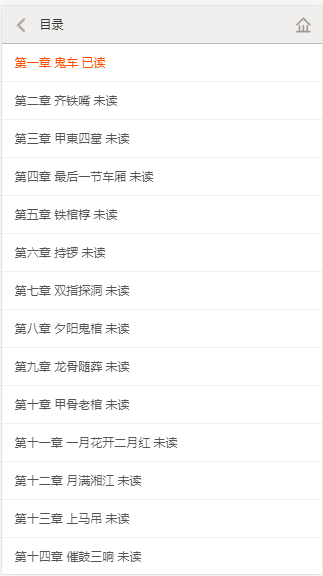 目录
第一章 鬼车 已读
第二章 齐铁嘴 未读
第三章 甲東四蹇 未读
第四章 最后一节车厢 未读
第五章 铁棺椁 未读
第六章 持锣 未读
第七章 双指探洞 未读
第八章 夕阳鬼棺 未读
第九章 龙骨随葬 未读
第十章 甲骨老棺 未读
第十一章 一月花开二月红 未读
第十二章 月满湘江 未读
第十三章 上马吊 未读
第十四章 催鼓三响 未读